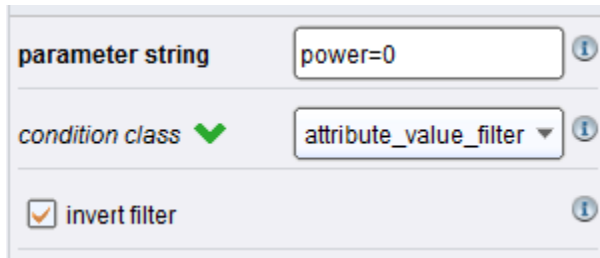 parameter string power=0
condition class attribute_value_filter
invert filter